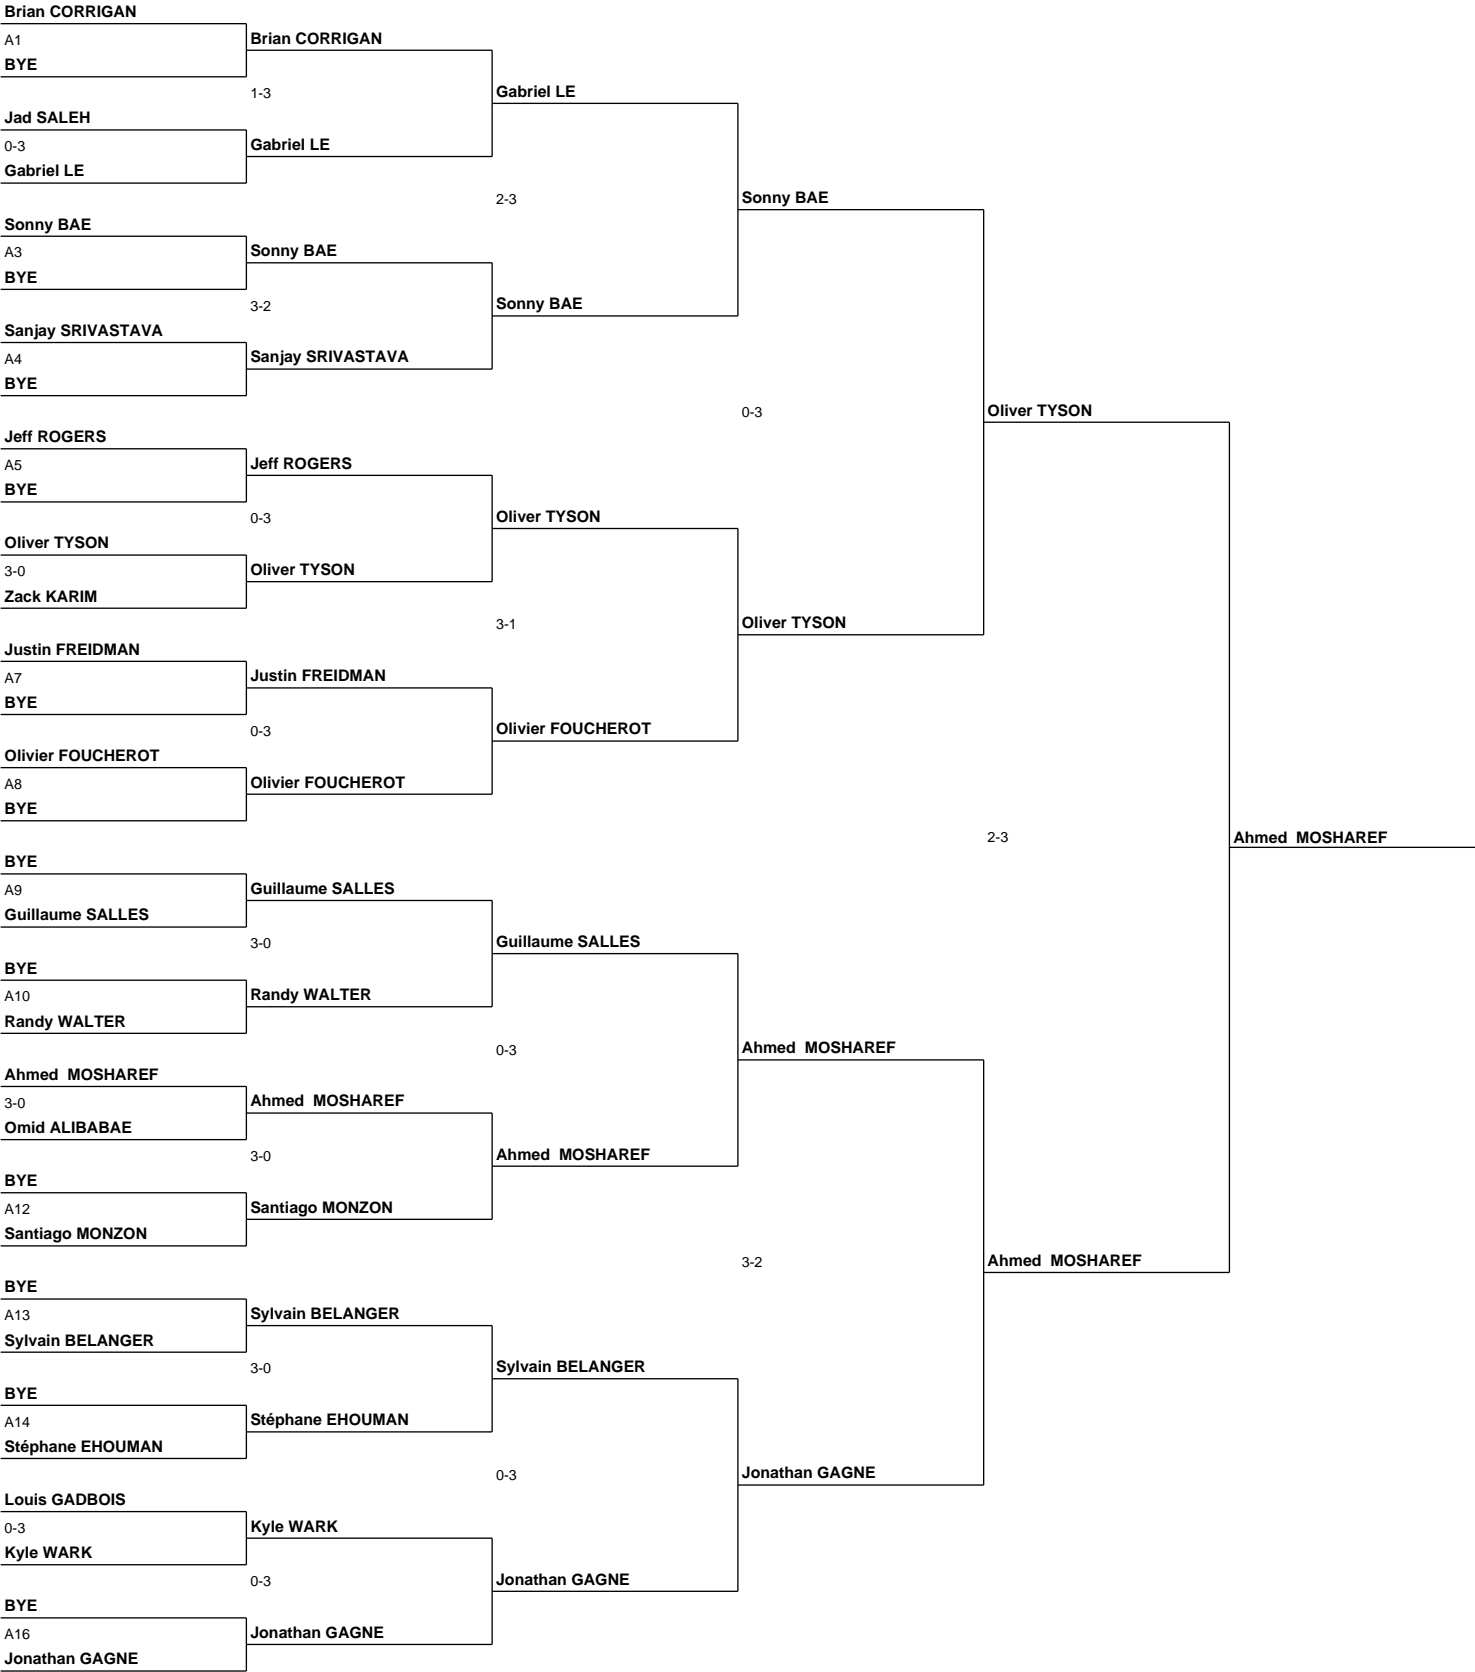 Brian CORRIGAN
A1
BYE
Brian CORRIGAN
1-3
Jad SALEH
0-3
Gabriel LE
Gabriel LE
Gabriel LE
2-3
Sonny BAE
A3
BYE
Sonny BAE
3-2
Sanjay SRIVASTAVA
A4
BYE
Sanjay SRIVASTAVA
Sonny BAE
Sonny BAE
0-3
Jeff ROGERS
A5
BYE
Jeff ROGERS
0-3
Oliver TYSON
3-0
Zack KARIM
Oliver TYSON
Oliver TYSON
3-1
Justin FREIDMAN
A7
BYE
Justin FREIDMAN
0-3
Olivier FOUCHEROT
A8
BYE
Olivier FOUCHEROT
Olivier FOUCHEROT
Oliver TYSON
Oliver TYSON
2-3
BYE
A9
Guillaume SALLES
Guillaume SALLES
3-0
BYE
A10
Randy WALTER
Randy WALTER
Guillaume SALLES
0-3
Ahmed  MOSHAREF
3-0
Omid ALIBABAE
Ahmed  MOSHAREF
3-0
BYE
A12
Santiago MONZON
Santiago MONZON
Ahmed  MOSHAREF
Ahmed  MOSHAREF
3-2
BYE
A13
Sylvain BELANGER
Sylvain BELANGER
3-0
BYE
A14
Stéphane EHOUMAN
Stéphane EHOUMAN
Sylvain BELANGER
0-3
Louis GADBOIS
0-3
Kyle WARK
Kyle WARK
0-3
BYE
A16
Jonathan GAGNE
Jonathan GAGNE
Jonathan GAGNE
Jonathan GAGNE
Ahmed  MOSHAREF
Ahmed  MOSHAREF